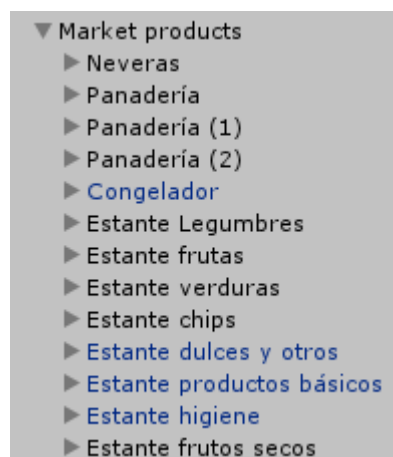 Market products
Neveras
Panadería
Panadería (1)
Panadería (2)
Congelador
Estante Legumbres
Estante frutas
Estante verduras
Estante chips
Estante dulces y otros
Estante productos básicos
Estante higiene
Estante frutos secos